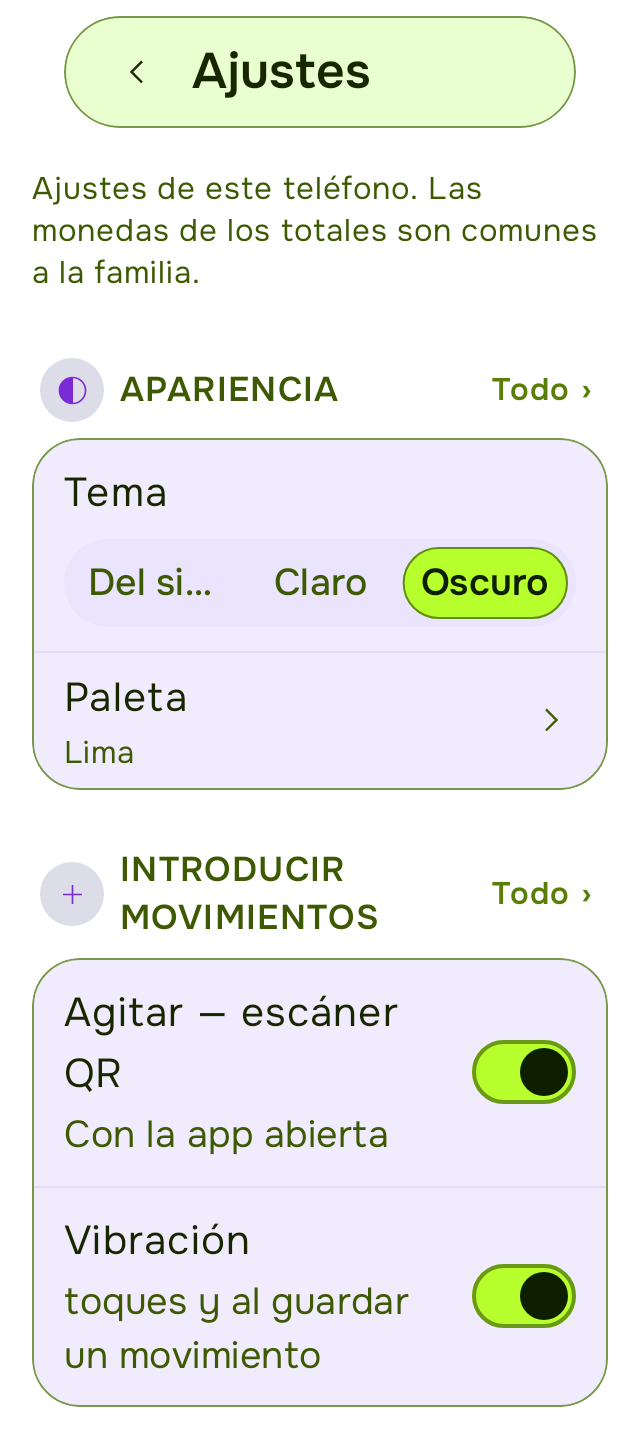 Ajustes
Ajustes de este teléfono. Las
monedas de los totales son comunes
a la familia.
APARIENCIA
Todo ›
Tema
Del si...
Claro
Oscuro
Paleta
Lima
INTRODUCIR
MOVIMIENTOS
Todo ›
Agitar — escáner
QR
Con la app abierta
Vibración
toques y al guardar
un movimiento